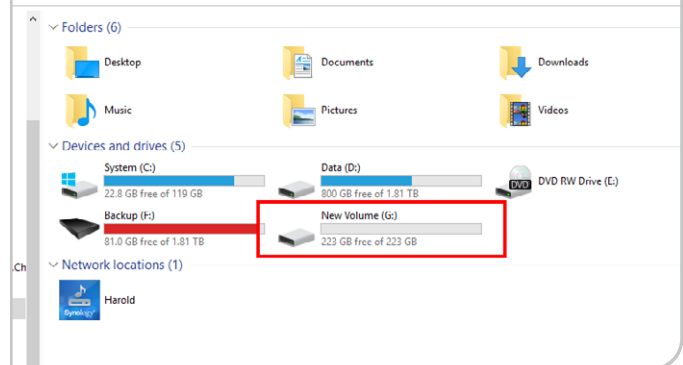 Folders (6)
Desktop
Documents
Downloads
Music
Pictures
Videos
Devices and drives (5)
System (C:)
22.8 GB free of 119 GB
Data (D:)
800 GB free of 1.81 TB
DVD
DVD RW Drive (E:)
Backup (F:)
81.0 GB free of 1.81 TB
New Volume (G:)
223 GB free of 223 GB
.Ch
Network locations (1)
Synology
Harold